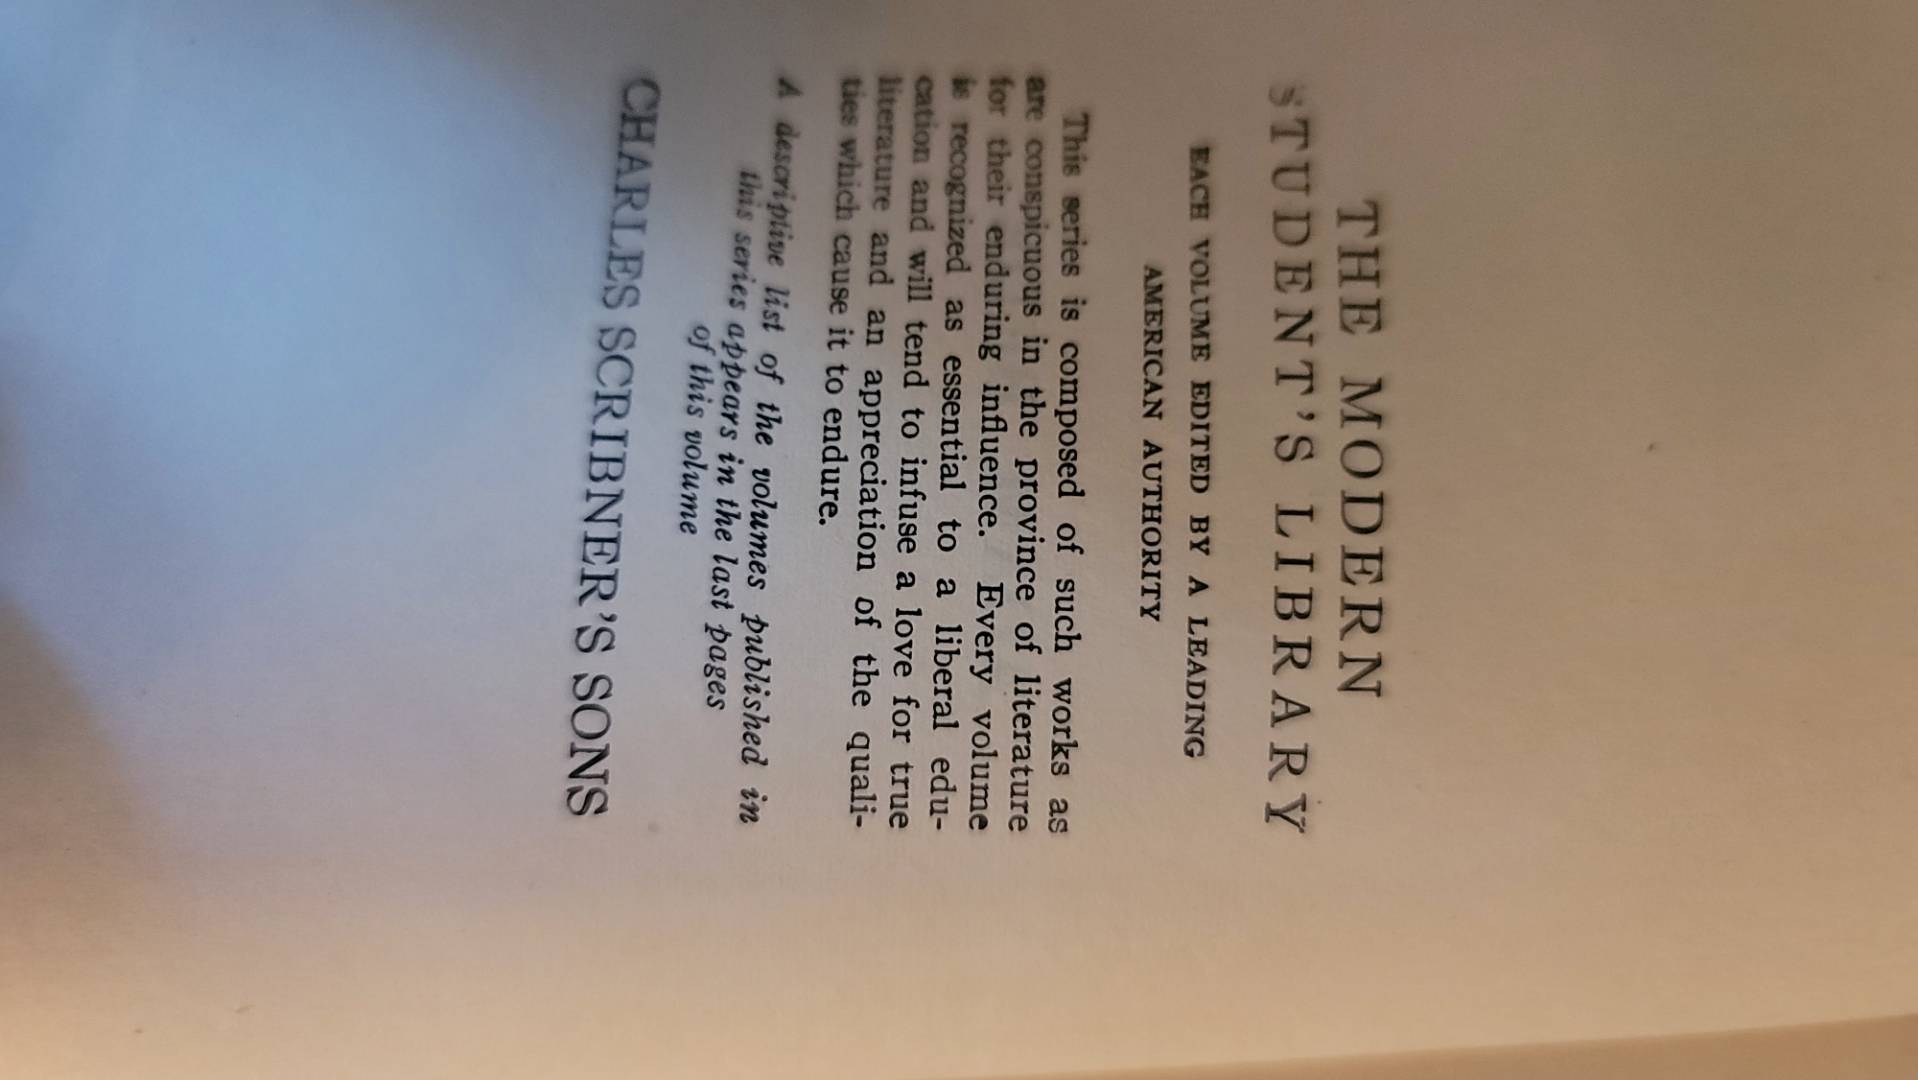 THE MODERN
STUDENT'S LIBRARY
EACH VOLUME EDITED BY A LEADING
AMERICAN AUTHORITY
This series is composed of such works as
are conspicuous in the province of literature
for their enduring influence. Every volume
is recognized as essential to a liberal edu-
cation and will tend to infuse a love for true
literature and an appreciation of the quali-
ties which cause it to endure.
A descriptive list of the volumes published in
this series appears in the last pages
of this volume
CHARLES SCRIBNER'S SONS